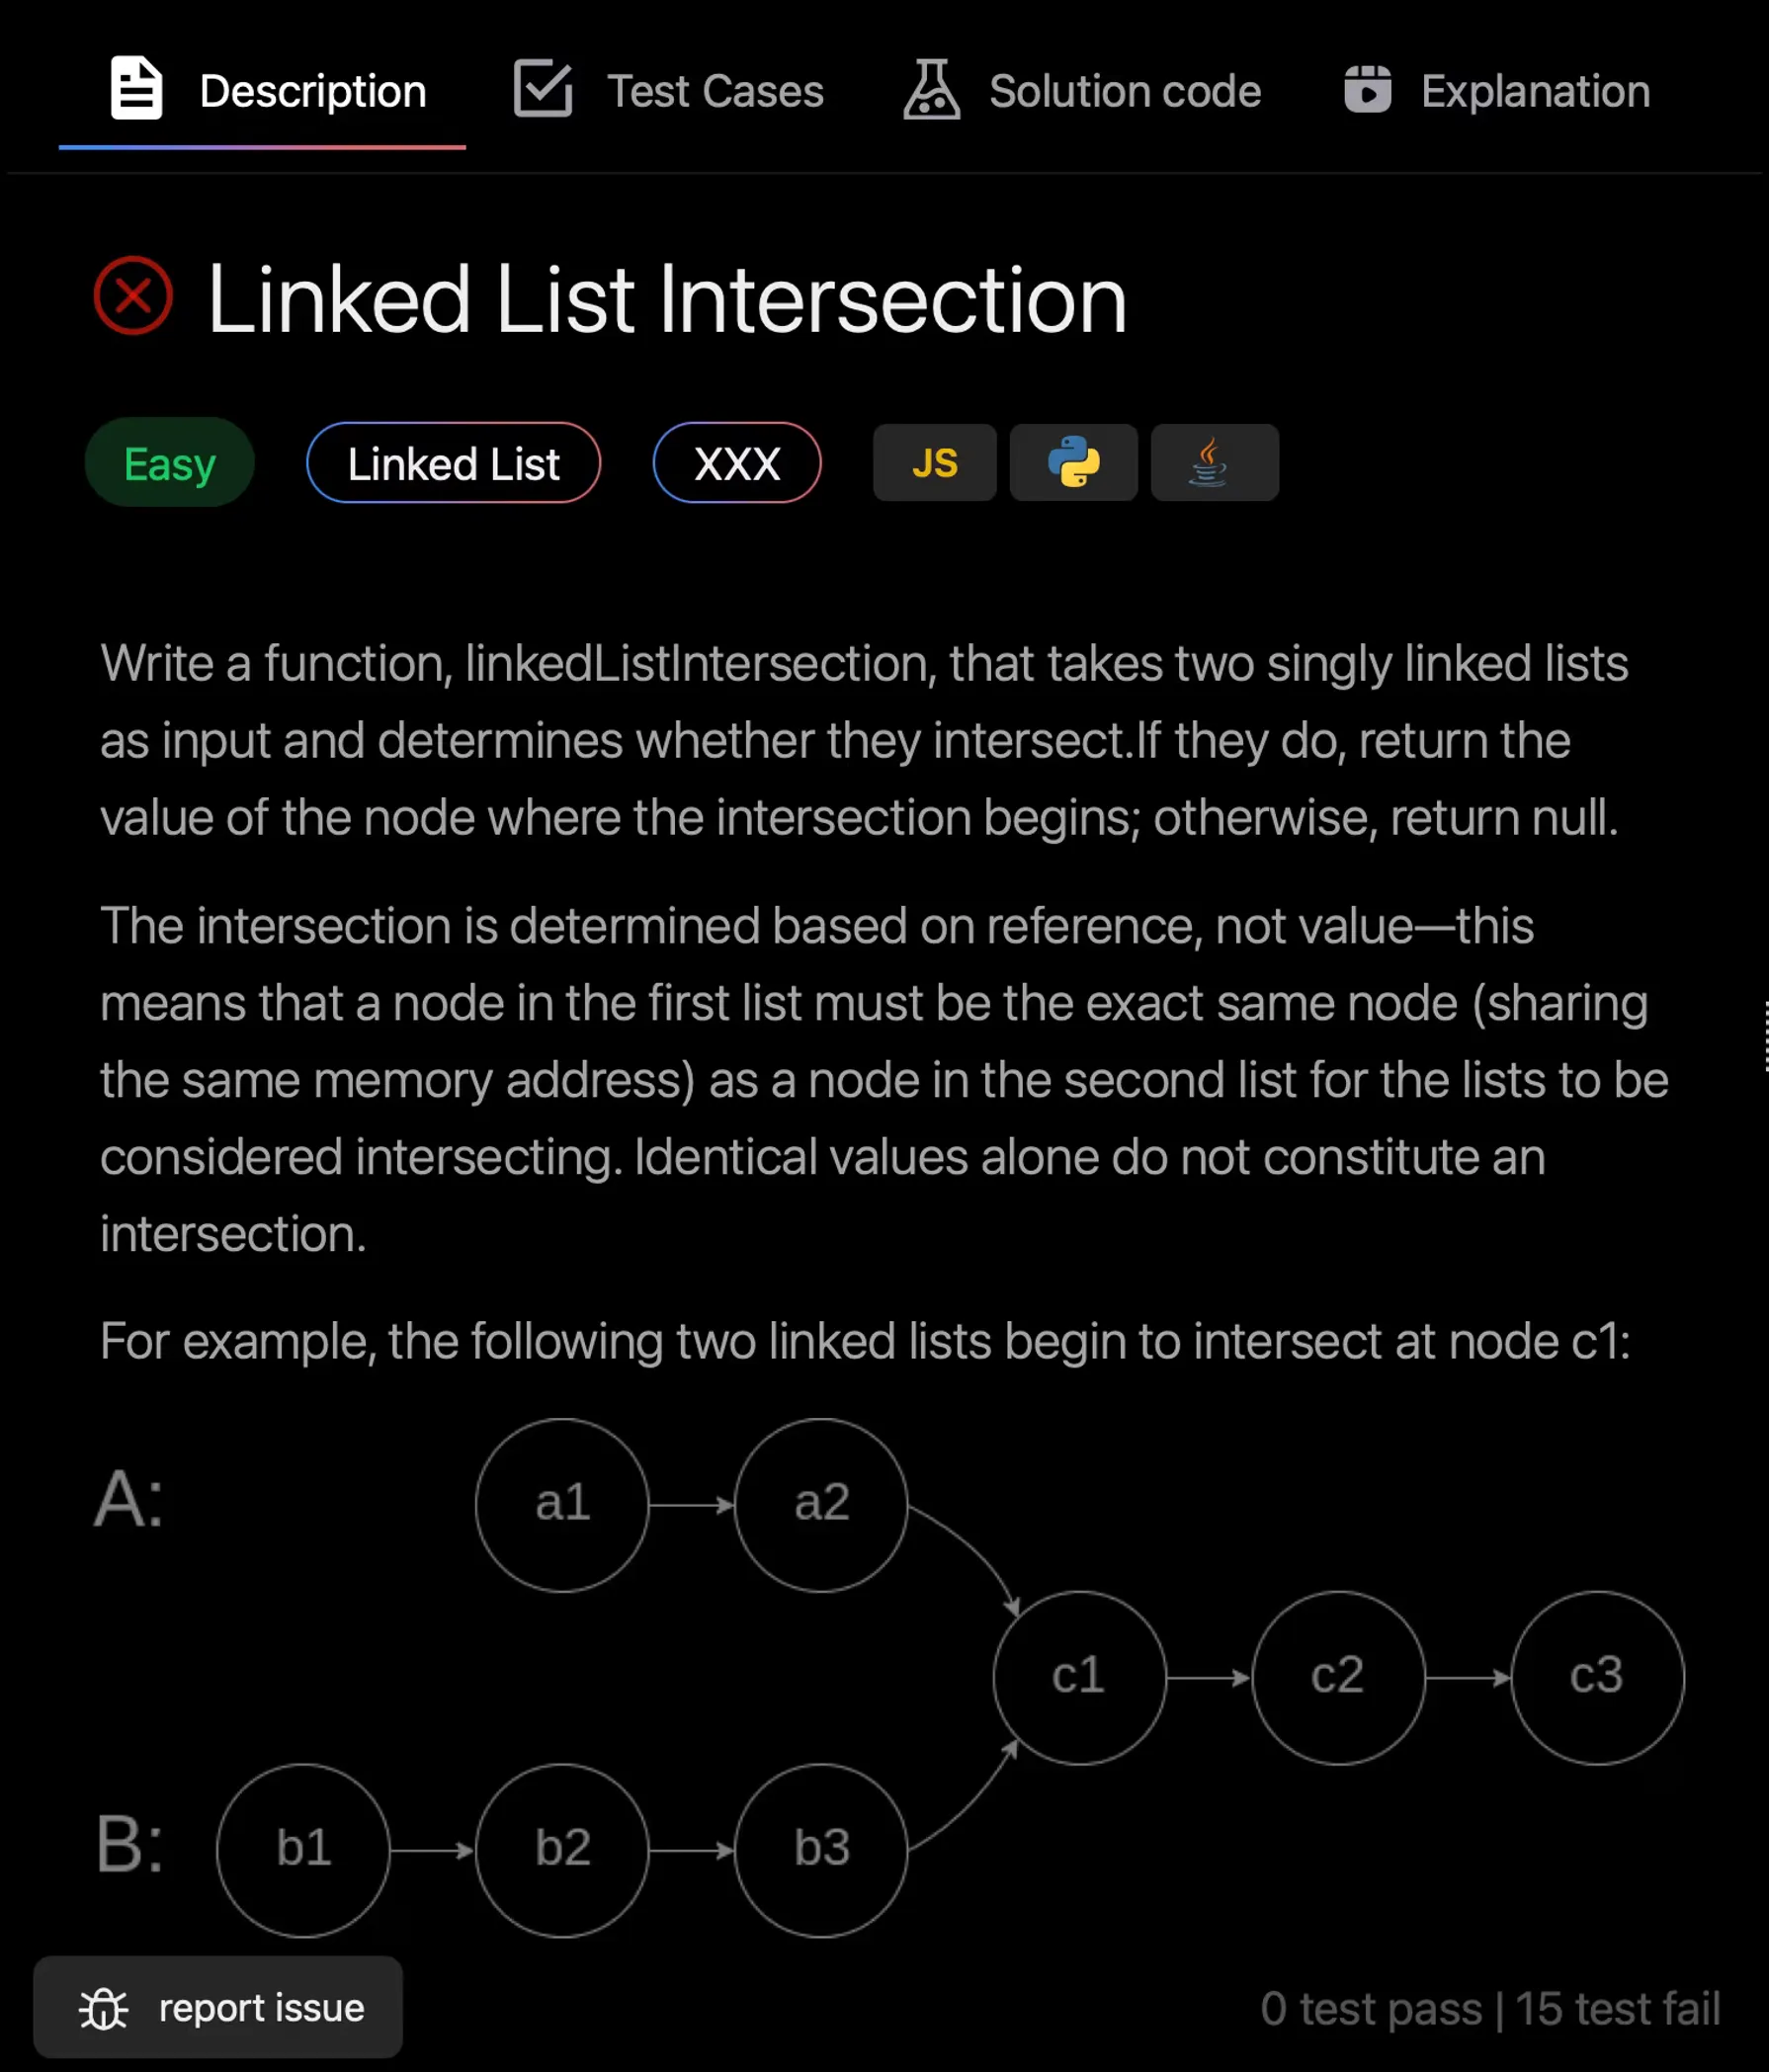 Description Test Cases Solution code Explanation
Linked List Intersection
Easy Linked List XXX JS
Write a function, linkedListIntersection, that takes two singly linked lists
as input and determines whether they intersect.If they do, return the
value of the node where the intersection begins; otherwise, return null.
The intersection is determined based on reference, not value—this
means that a node in the first list must be the exact same node (sharing
the same memory address) as a node in the second list for the lists to be
considered intersecting. Identical values alone do not constitute an
intersection.
For example, the following two linked lists begin to intersect at node c1:
A: a1 a2
c1 c2 c3
B: b1 b2 b3
report issue 0 test pass | 15 test fail